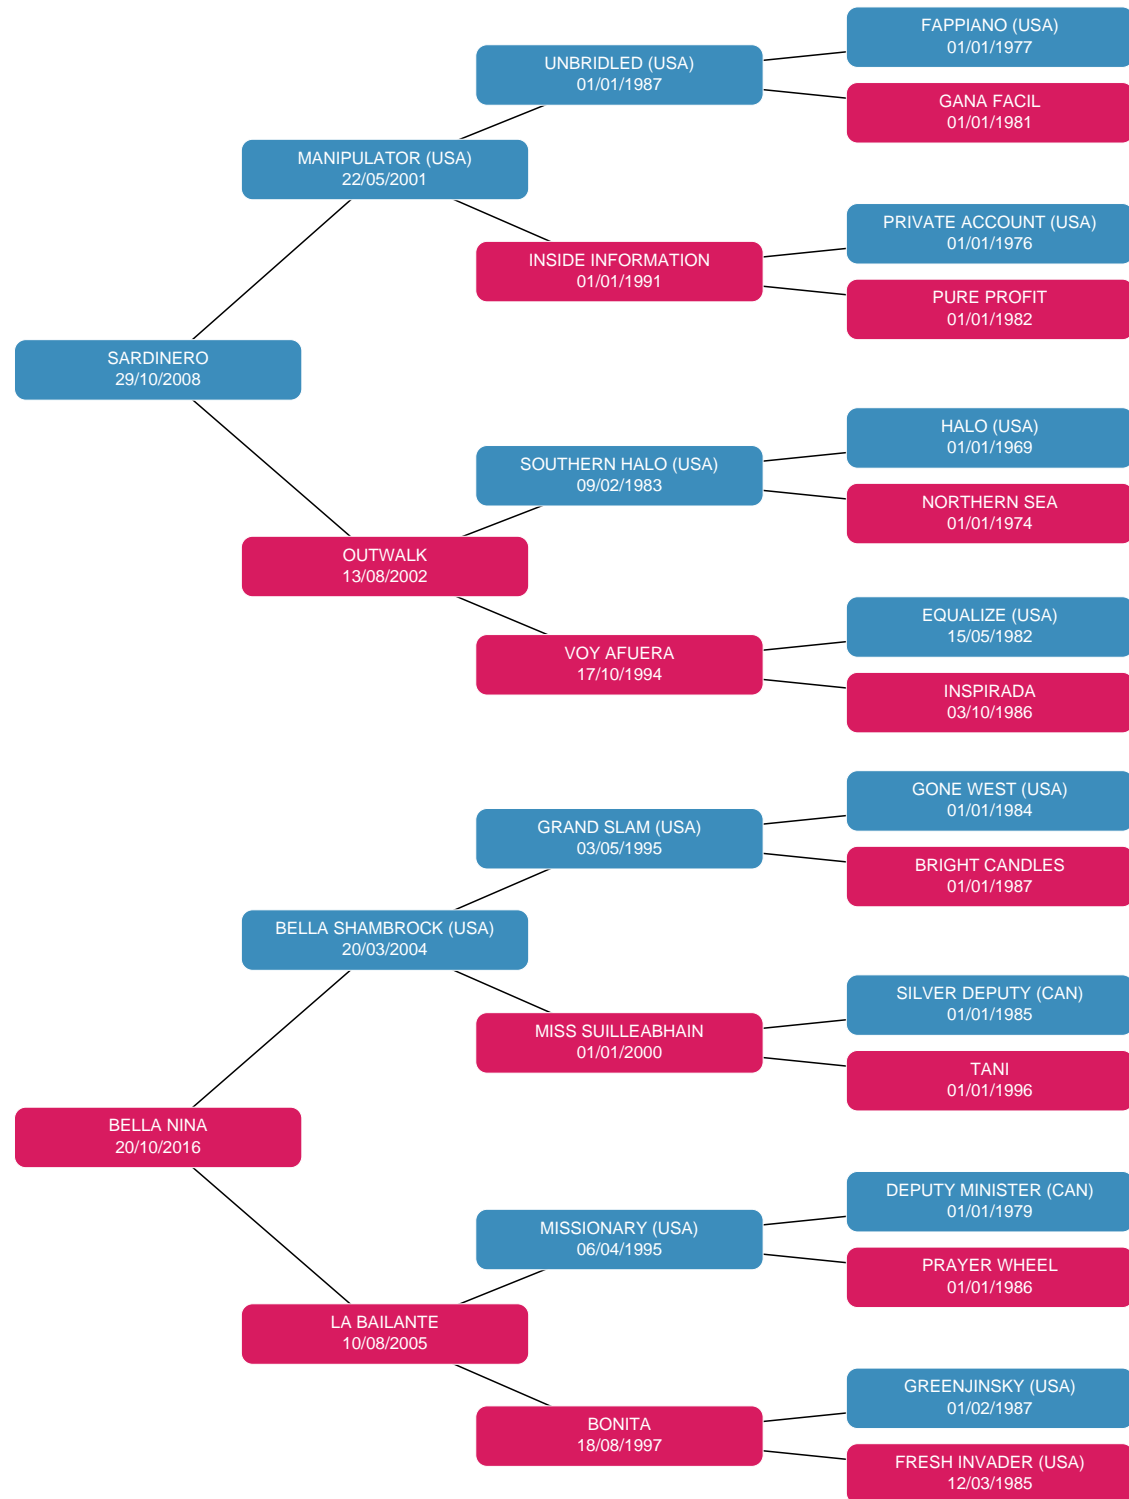 FAPPIANO (USA)
01/01/1977
UNBRIDLED (USA)
01/01/1987
GANA FACIL
01/01/1981
MANIPULATOR (USA)
22/05/2001
PRIVATE ACCOUNT (USA)
01/01/1976
INSIDE INFORMATION
01/01/1991
PURE PROFIT
01/01/1982
SARDINERO
29/10/2008
HALO (USA)
01/01/1969
SOUTHERN HALO (USA)
09/02/1983
NORTHERN SEA
01/01/1974
OUTWALK
13/08/2002
EQUALIZE (USA)
15/05/1982
VOY AFUERA
17/10/1994
INSPIRADA
03/10/1986
GONE WEST (USA)
01/01/1984
GRAND SLAM (USA)
03/05/1995
BRIGHT CANDLES
01/01/1987
BELLA SHAMBROCK (USA)
20/03/2004
SILVER DEPUTY (CAN)
01/01/1985
MISS SUILLEABHAIN
01/01/2000
TANI
01/01/1996
BELLA NINA
20/10/2016
DEPUTY MINISTER (CAN)
01/01/1979
MISSIONARY (USA)
06/04/1995
PRAYER WHEEL
01/01/1986
LA BAILANTE
10/08/2005
GREENJINSKY (USA)
01/02/1987
BONITA
18/08/1997
FRESH INVADER (USA)
12/03/1985